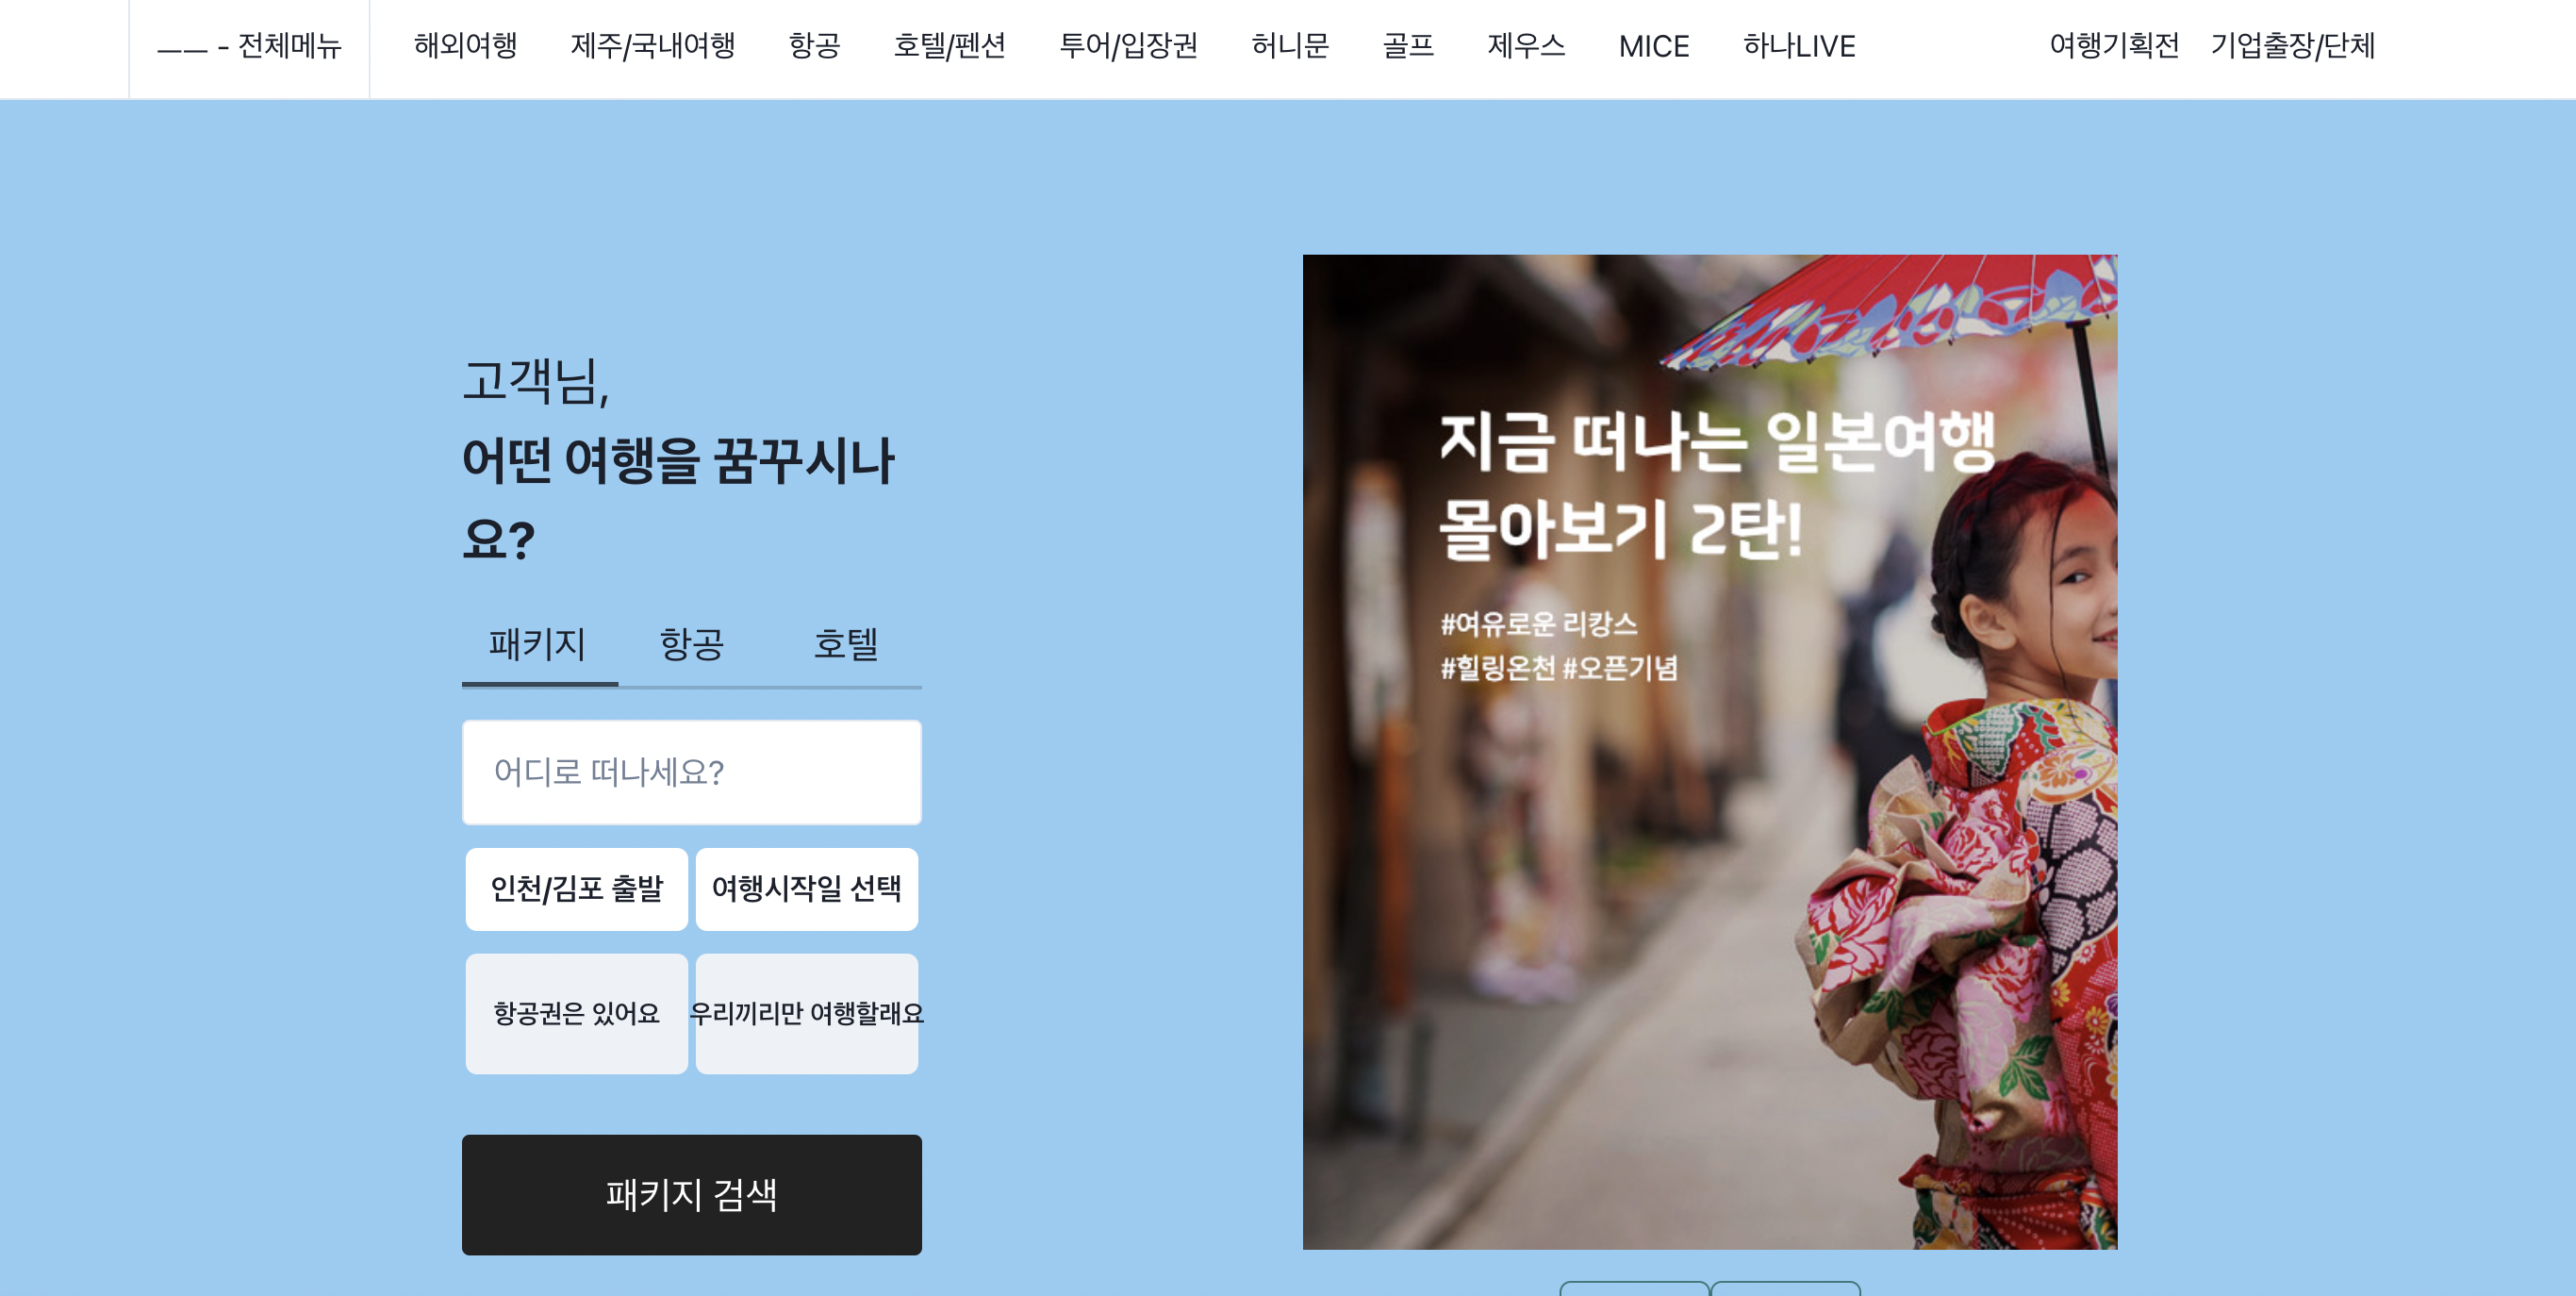 —— - 전체메뉴 해외여행 제주/국내여행 항공 호텔/펜션 투어/입장권 허니문 골프 제우스 MICE 하나LIVE 여행기획전 기업출장/단체
고객님,
어떤 여행을 꿈꾸시나
요?
패키지 항공 호텔
어디로 떠나세요?
인천/김포 출발 여행시작일 선택
항공권은 있어요 우리끼리만 여행할래요
패키지 검색
지금 떠나는 일본여행
몰아보기 2탄!
#여유로운 리캉스
#힐링온천 #오픈기념